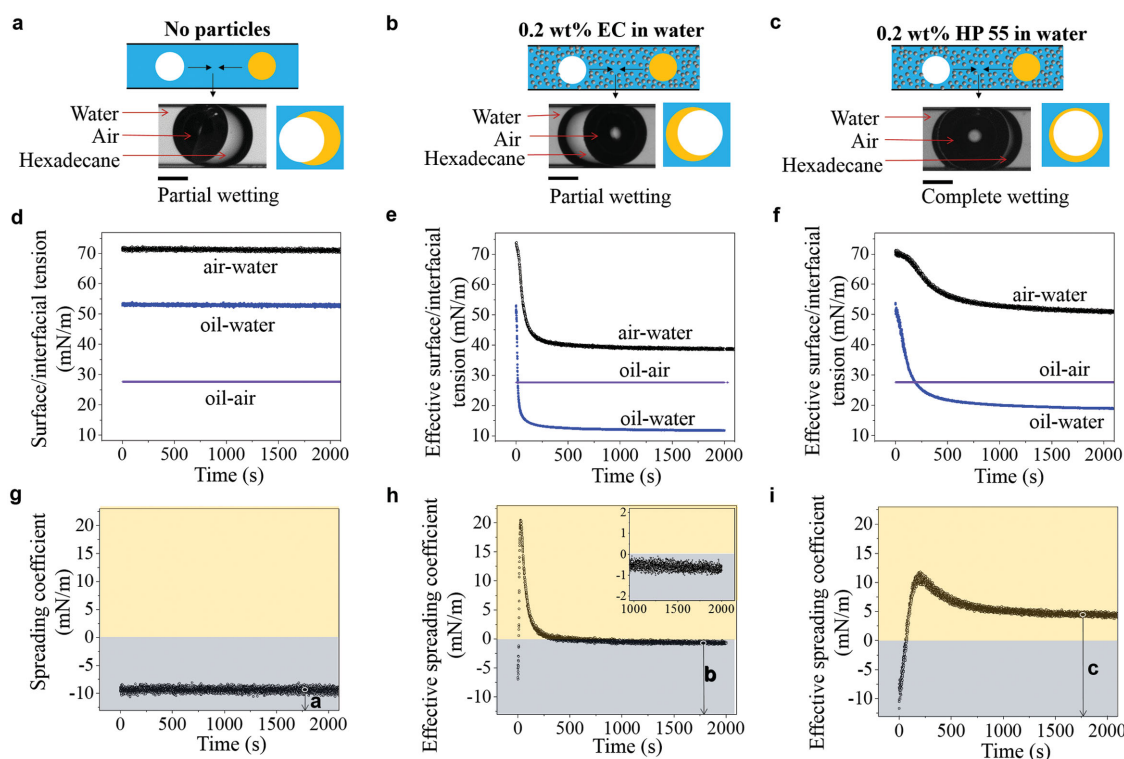 a
No particles
Water
Air
Hexadecane
Partial wetting
b
0.2 wt% EC in water
Water
Air
Hexadecane
Partial wetting
c
0.2 wt% HP 55 in water
Water
Air
Hexadecane
Complete wetting
d
Surface/interfacial tension
(mN/m)
70
60
50
40
30
20
10
air-water
oil-water
oil-air
0 500 1000 1500 2000
Time (s)
e
Effective surface/interfacial
tension (mN/m)
70
60
50
40
30
20
10
air-water
oil-air
oil-water
0 500 1000 1500 2000
Time (s)
f
Effective surface/interfacial
tension (mN/m)
70
60
50
40
30
20
10
air-water
oil-air
oil-water
0 500 1000 1500 2000
Time (s)
g
Spreading coefficient
(mN/m)
20
15
10
5
0
-5
-10
a
0 500 1000 1500 2000
Time (s)
h
Effective spreading coefficient
(mN/m)
20
15
10
5
0
-5
-10
2
1
0
-1
-2
1000 1500 2000
b
0 500 1000 1500 2000
Time (s)
i
Effective spreading coefficient
(mN/m)
20
15
10
5
0
-5
-10
c
0 500 1000 1500 2000
Time (s)